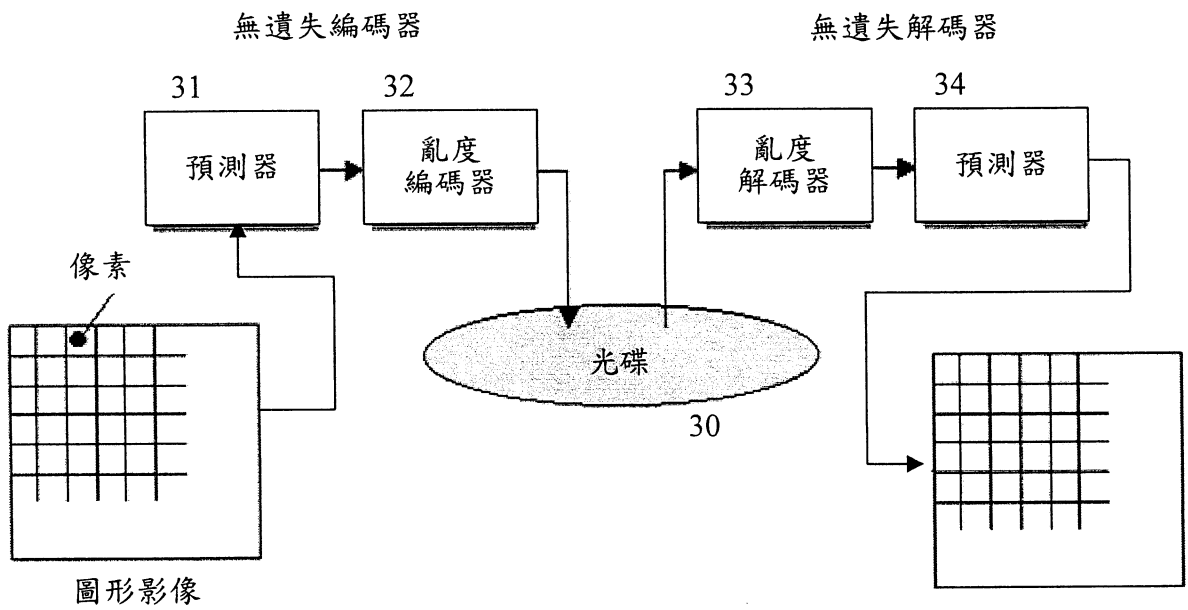 無遺失編碼器
無遺失解碼器
31
32
33
34
預測器
亂度
編碼器
亂度
解碼器
預測器
像素
光碟
30
圖形影像